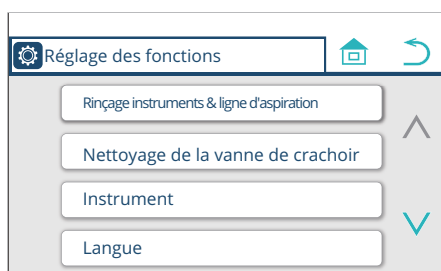 Réglage des fonctions
Rinçage instruments & ligne d'aspiration
Nettoyage de la vanne de crachoir
Instrument
Langue